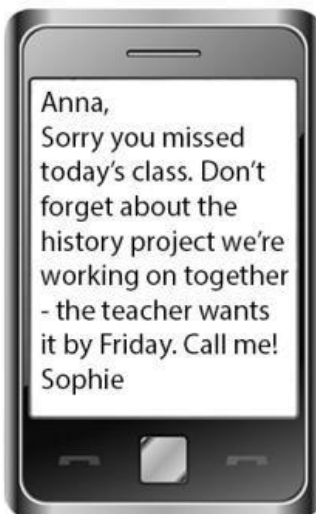 Anna,
Sorry you missed
today's class. Don't
forget about the
history project we're
working on together
- the teacher wants
it by Friday. Call me!
Sophie